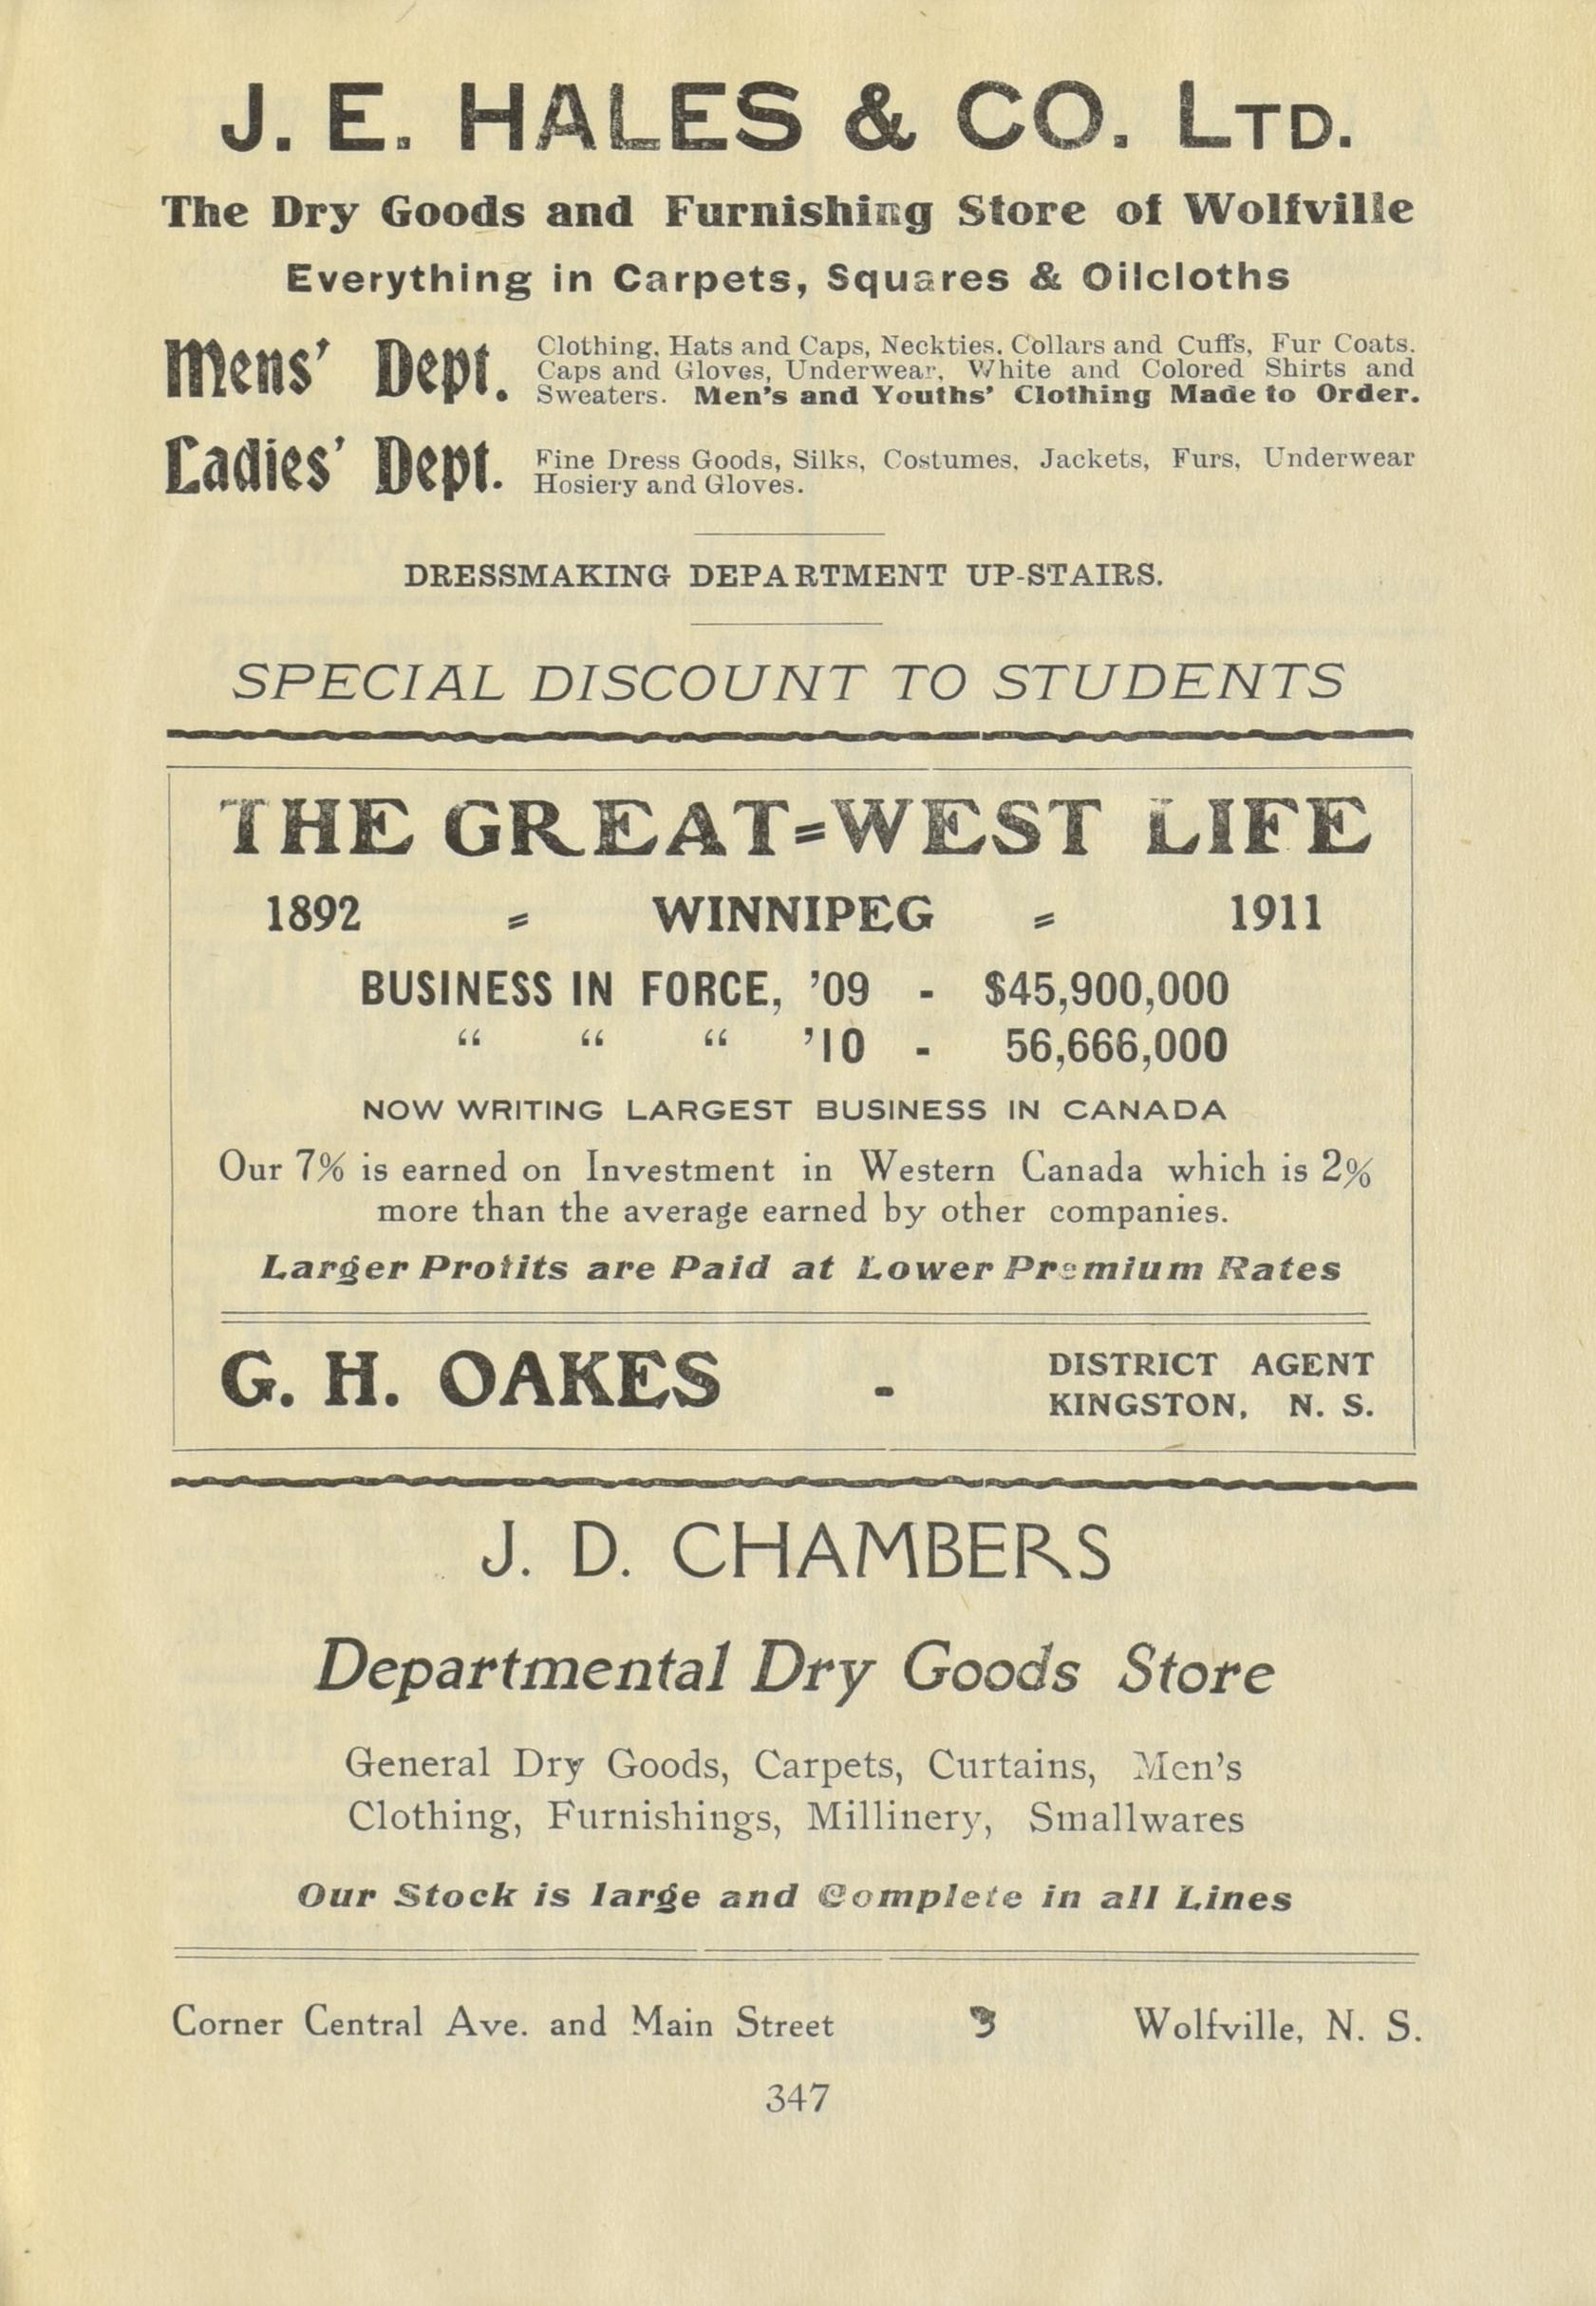 J. E. HALES & CO. LTD.
The Dry Goods and Furnishing Store of Wolfville
Everything in Carpets, Squares & Oilcloths
Mens' Dept. Clothing, Hats and Caps, Neckties. Collars and Cuffs, Fur Coats.
Caps and Gloves, Underwear, White and Colored Shirts and
Sweaters. Men's and Youths' Clothing Made to Order.
Ladies' Dept. Fine Dress Goods, Silks, Costumes, Jackets, Furs, Underwear
Hosiery and Gloves.
DRESSMAKING DEPARTMENT UP-STAIRS.
SPECIAL DISCOUNT TO STUDENTS
THE GREAT=WEST LIFE
1892 = WINNIPEG = 1911
BUSINESS IN FORCE, '09 - $45,900,000
“ “ “ '10 - 56,666,000
NOW WRITING LARGEST BUSINESS IN CANADA
Our 7% is earned on Investment in Western Canada which is 2%
more than the average earned by other companies.
Larger Profits are Paid at Lower Premium Rates
G. H. OAKES - DISTRICT AGENT
KINGSTON, N. S.
J. D. CHAMBERS
Departmental Dry Goods Store
General Dry Goods, Carpets, Curtains, Men's
Clothing, Furnishings, Millinery, Smallwares
Our Stock is large and Complete in all Lines
Corner Central Ave. and Main Street Wolfville, N. S.
347